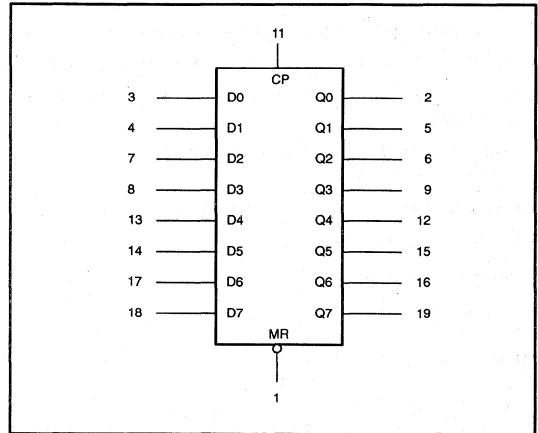 11
CP
3 D0 Q0 2
4 D1 Q1 5
7 D2 Q2 6
8 D3 Q3 9
13 D4 Q4 12
14 D5 Q5 15
17 D6 Q6 16
18 D7 Q7 19
MR
1